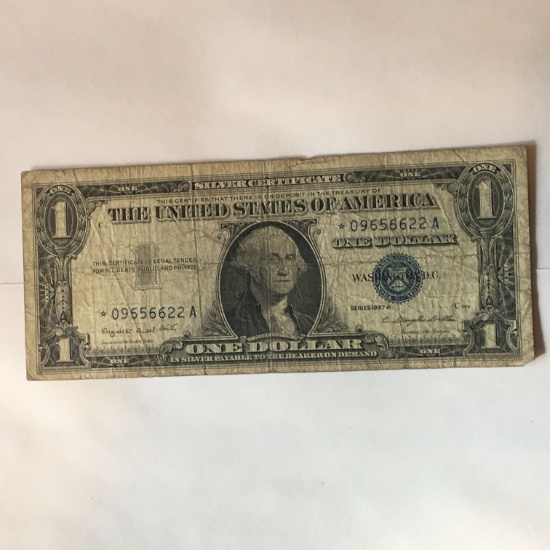 ONE
SILVER CERTIFICATE
ONE
1
THIS CERTIFIES THAT THERE IS ON DEPOSIT IN THE TREASURY OF
THE UNITED STATES OF AMERICA
1
C
*09656622 A
ONE DOLLAR
THIS CERTIFICATE IS LEGAL TENDER
FOR ALL DEBTS PUBLIC AND PRIVATE
WASHINGTON, D.C.
*09656622 A
SERIES 1957 A
C
1
ONE DOLLAR
1
ONE
IN SILVER PAYABLE TO THE BEARER ON DEMAND
ONE